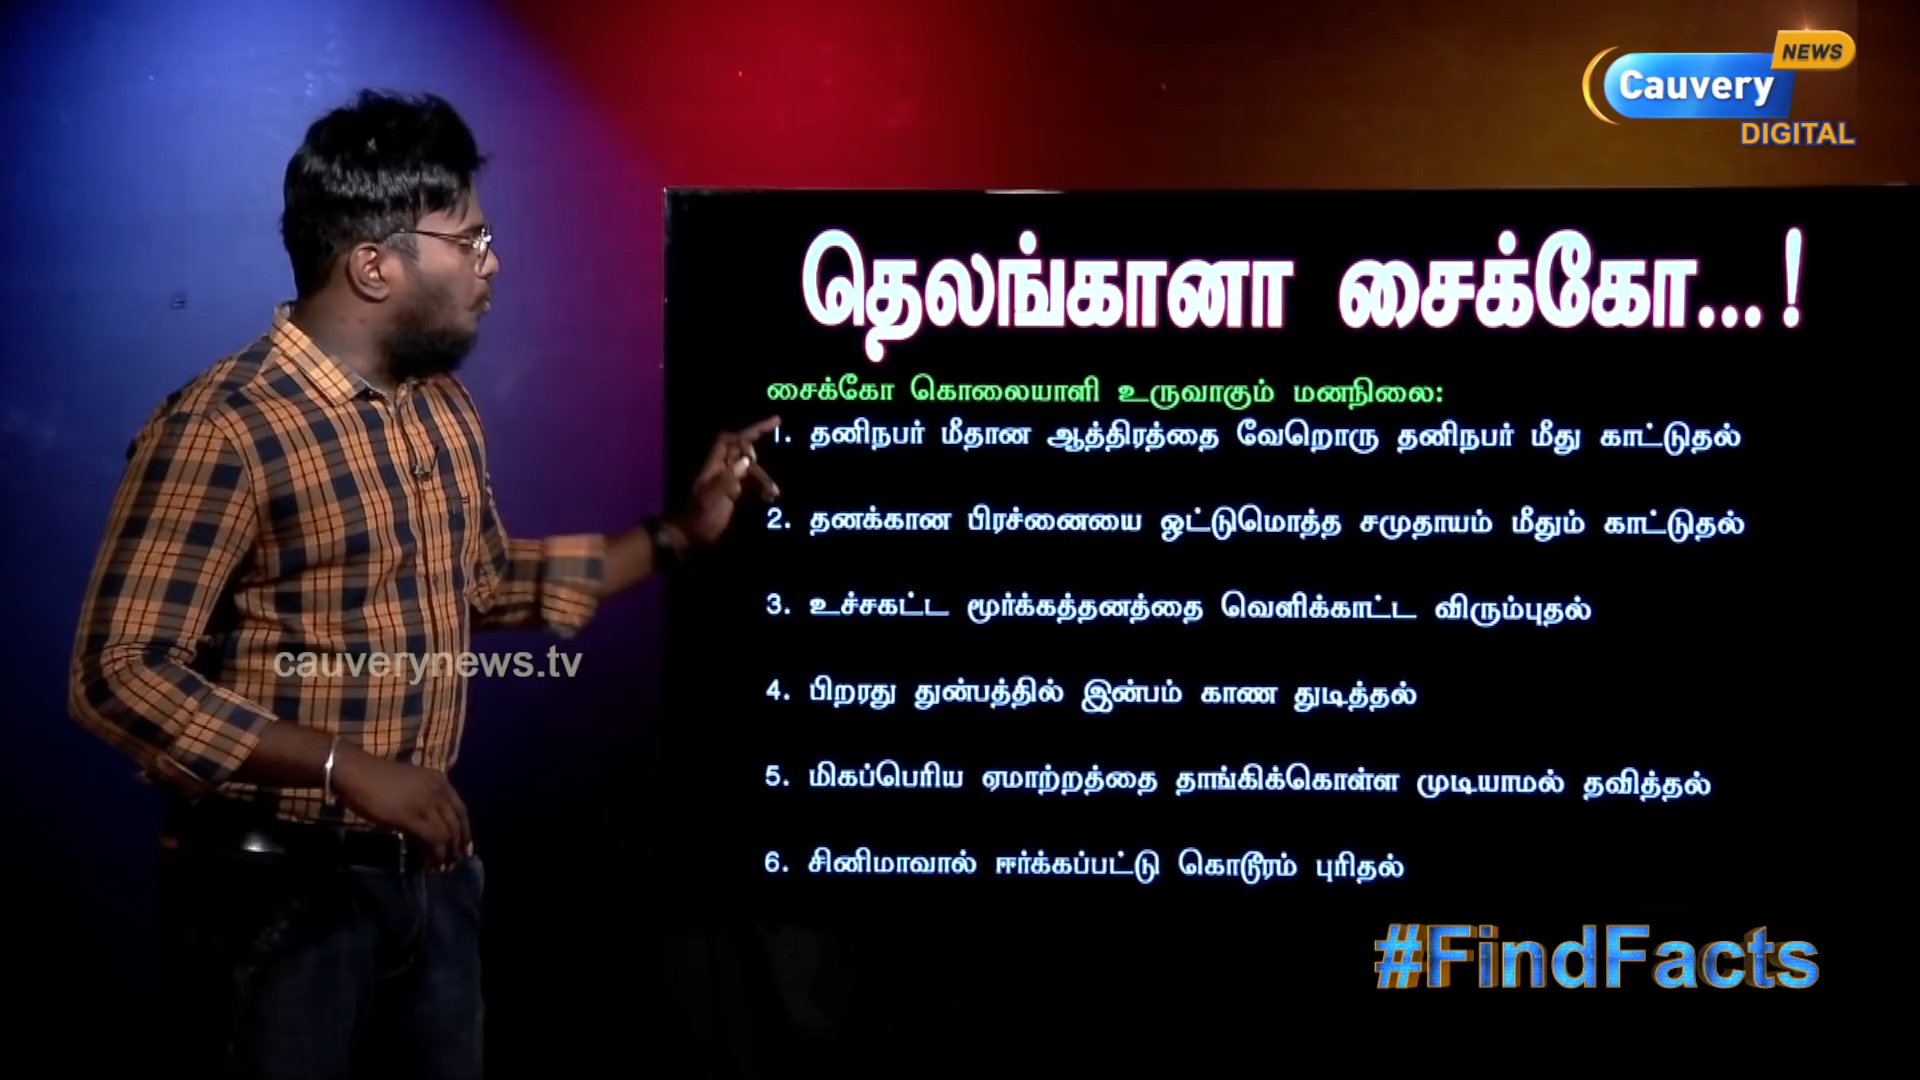 NEWS
Cauvery
DIGITAL
தெலங்கானா சைக்கோ...!
சைக்கோ கொலையாளி உருவாகும் மனநிலை:
1. தனிநபர் மீதான ஆத்திரத்தை வேறொரு தனிநபர் மீது காட்டுதல்
2. தனக்கான பிரச்னையை ஒட்டுமொத்த சமுதாயம் மீதும் காட்டுதல்
3. உச்சகட்ட மூர்க்கத்தனத்தை வெளிக்காட்ட விரும்புதல்
4. பிறரது துன்பத்தில் இன்பம் காண துடித்தல்
5. மிகப்பெரிய ஏமாற்றத்தை தாங்கிக்கொள்ள முடியாமல் தவித்தல்
6. சினிமாவால் ஈர்க்கப்பட்டு கொடூரம் புரிதல்
cauverynews.tv
#FindFacts